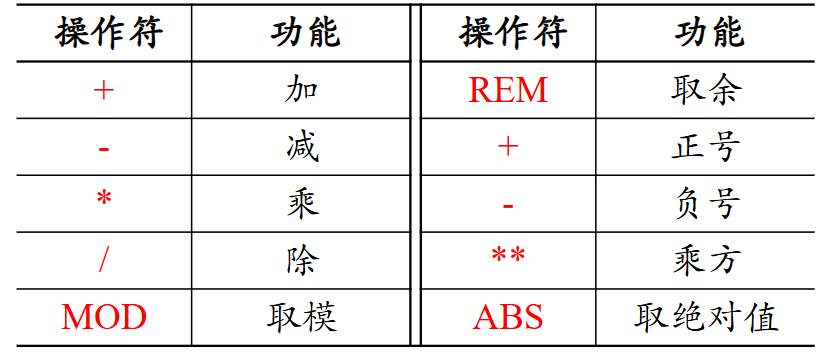 操作符 功能 操作符 功能
+ 加 REM 取余
- 减 + 正号
* 乘 - 负号
/ 除 ** 乘方
MOD 取模 ABS 取绝对值